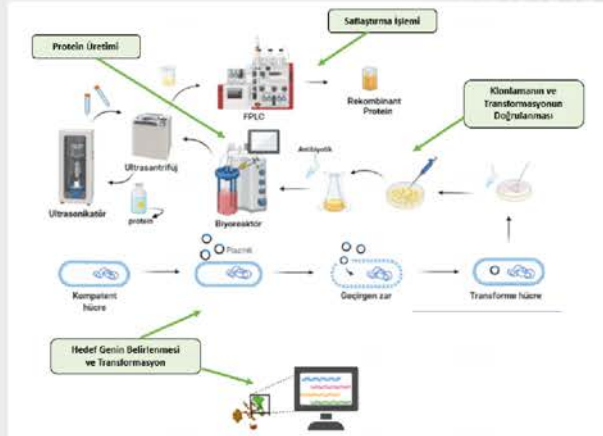 Saflaştırma İşlemi
Protein Üretimi
FPLC
Rekombinant
Protein
Klonlamanın ve
Transformasyonun
Doğrulanması
Ultrasonikatör
Ultrasantrifüj
protein
Biyoreaktör
Antibiyotik
Plazmit
Kompetent
hücre
Geçirgen zar
Transforme hücre
Hedef Genin Belirlenmesi
ve Transformasyon